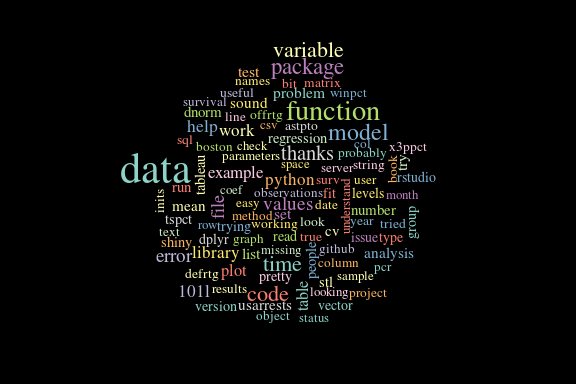 variable
test package
names bit matrix
useful problem winpct
survival sound function
dnorm line offrtg
help work csv astpto model
sql regression col
boston check thanks probably x3ppct
parameters book try
tableau space server string
example python surv user rstudio
run coef observations fit levels month
data
inits mean file easy values date understand number
tspct method set
row trying working look year tried group
text cv
shiny dplyr graph read true issue type
error library list missing people github analysis
time column pcr
defrtg plot pretty sample
stl
1011 results code table looking project
version usarrests vector
object status